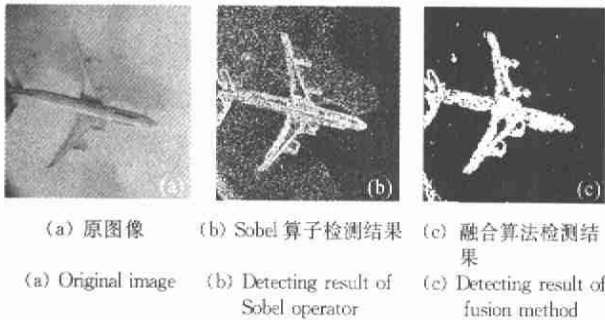 (a)
(b)
(c)
(a) 原图像
(b) Sobel 算子检测结果
(c) 融合算法检测结
果
(a) Original image
(b) Detecting result of
Sobel operator
(c) Detecting result of
fusion method